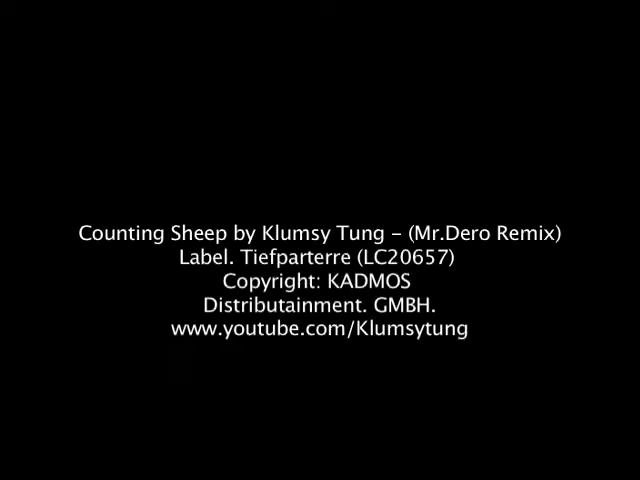 Counting Sheep by Klumsy Tung - (Mr.Dero Remix)
Label. Tiefparterre (LC20657)
Copyright: KADMOS
Distributainment. GMBH.
www.youtube.com/Klumsytung